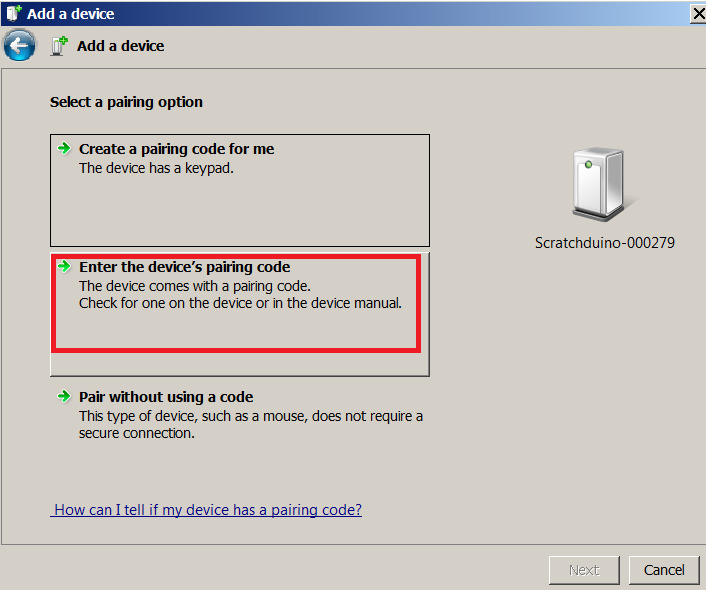 Add a device
Add a device
Select a pairing option
Create a pairing code for me
The device has a keypad.
Scratchduino-000279
Enter the device's pairing code
The device comes with a pairing code.
Check for one on the device or in the device manual.
Pair without using a code
This type of device, such as a mouse, does not require a
secure connection.
How can I tell if my device has a pairing code?
Next
Cancel